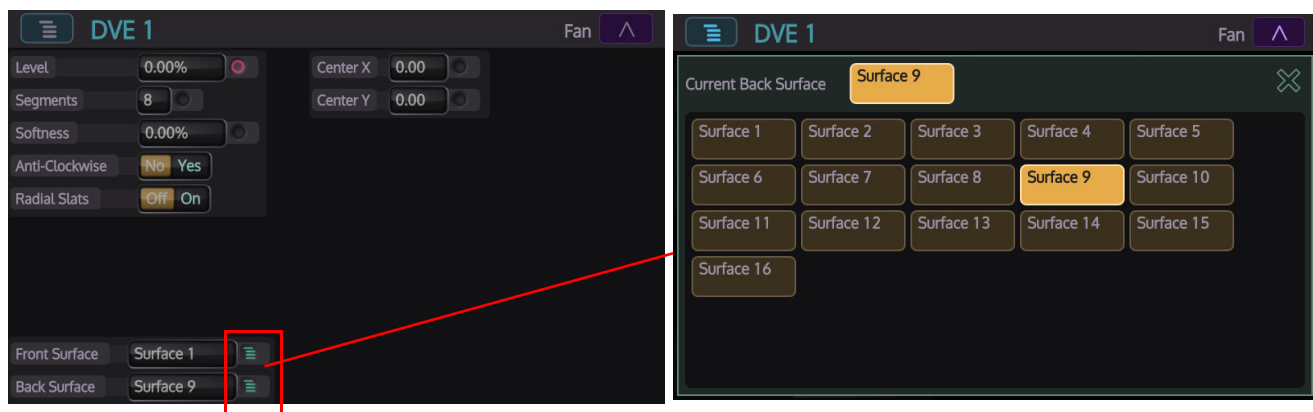 DVE 1
Fan
Level 0.00%
Center X 0.00
Segments 8
Center Y 0.00
Softness 0.00%
Anti-Clockwise No Yes
Radial Slats Off On
Front Surface Surface 1
Back Surface Surface 9
DVE 1
Fan
Current Back Surface Surface 9
Surface 1 Surface 2 Surface 3 Surface 4 Surface 5
Surface 6 Surface 7 Surface 8 Surface 9 Surface 10
Surface 11 Surface 12 Surface 13 Surface 14 Surface 15
Surface 16